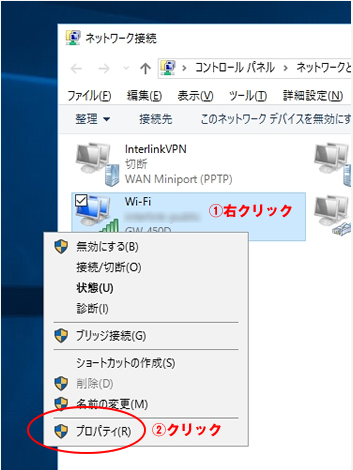 ネットワーク接続
コントロール パネル
ネットワークと
ファイル(F) 編集(E) 表示(V) ツール(T) 詳細設定(N)
整理 接続先 このネットワーク デバイスを無効にす
InterlinkVPN
切断
WAN Miniport (PPTP)
Wi-Fi
①右クリック
GW-450D
無効にする(B)
接続/切断(O)
状態(U)
診断(I)
ブリッジ接続(G)
ショートカットの作成(S)
削除(D)
名前の変更(M)
プロパティ(R)
②クリック